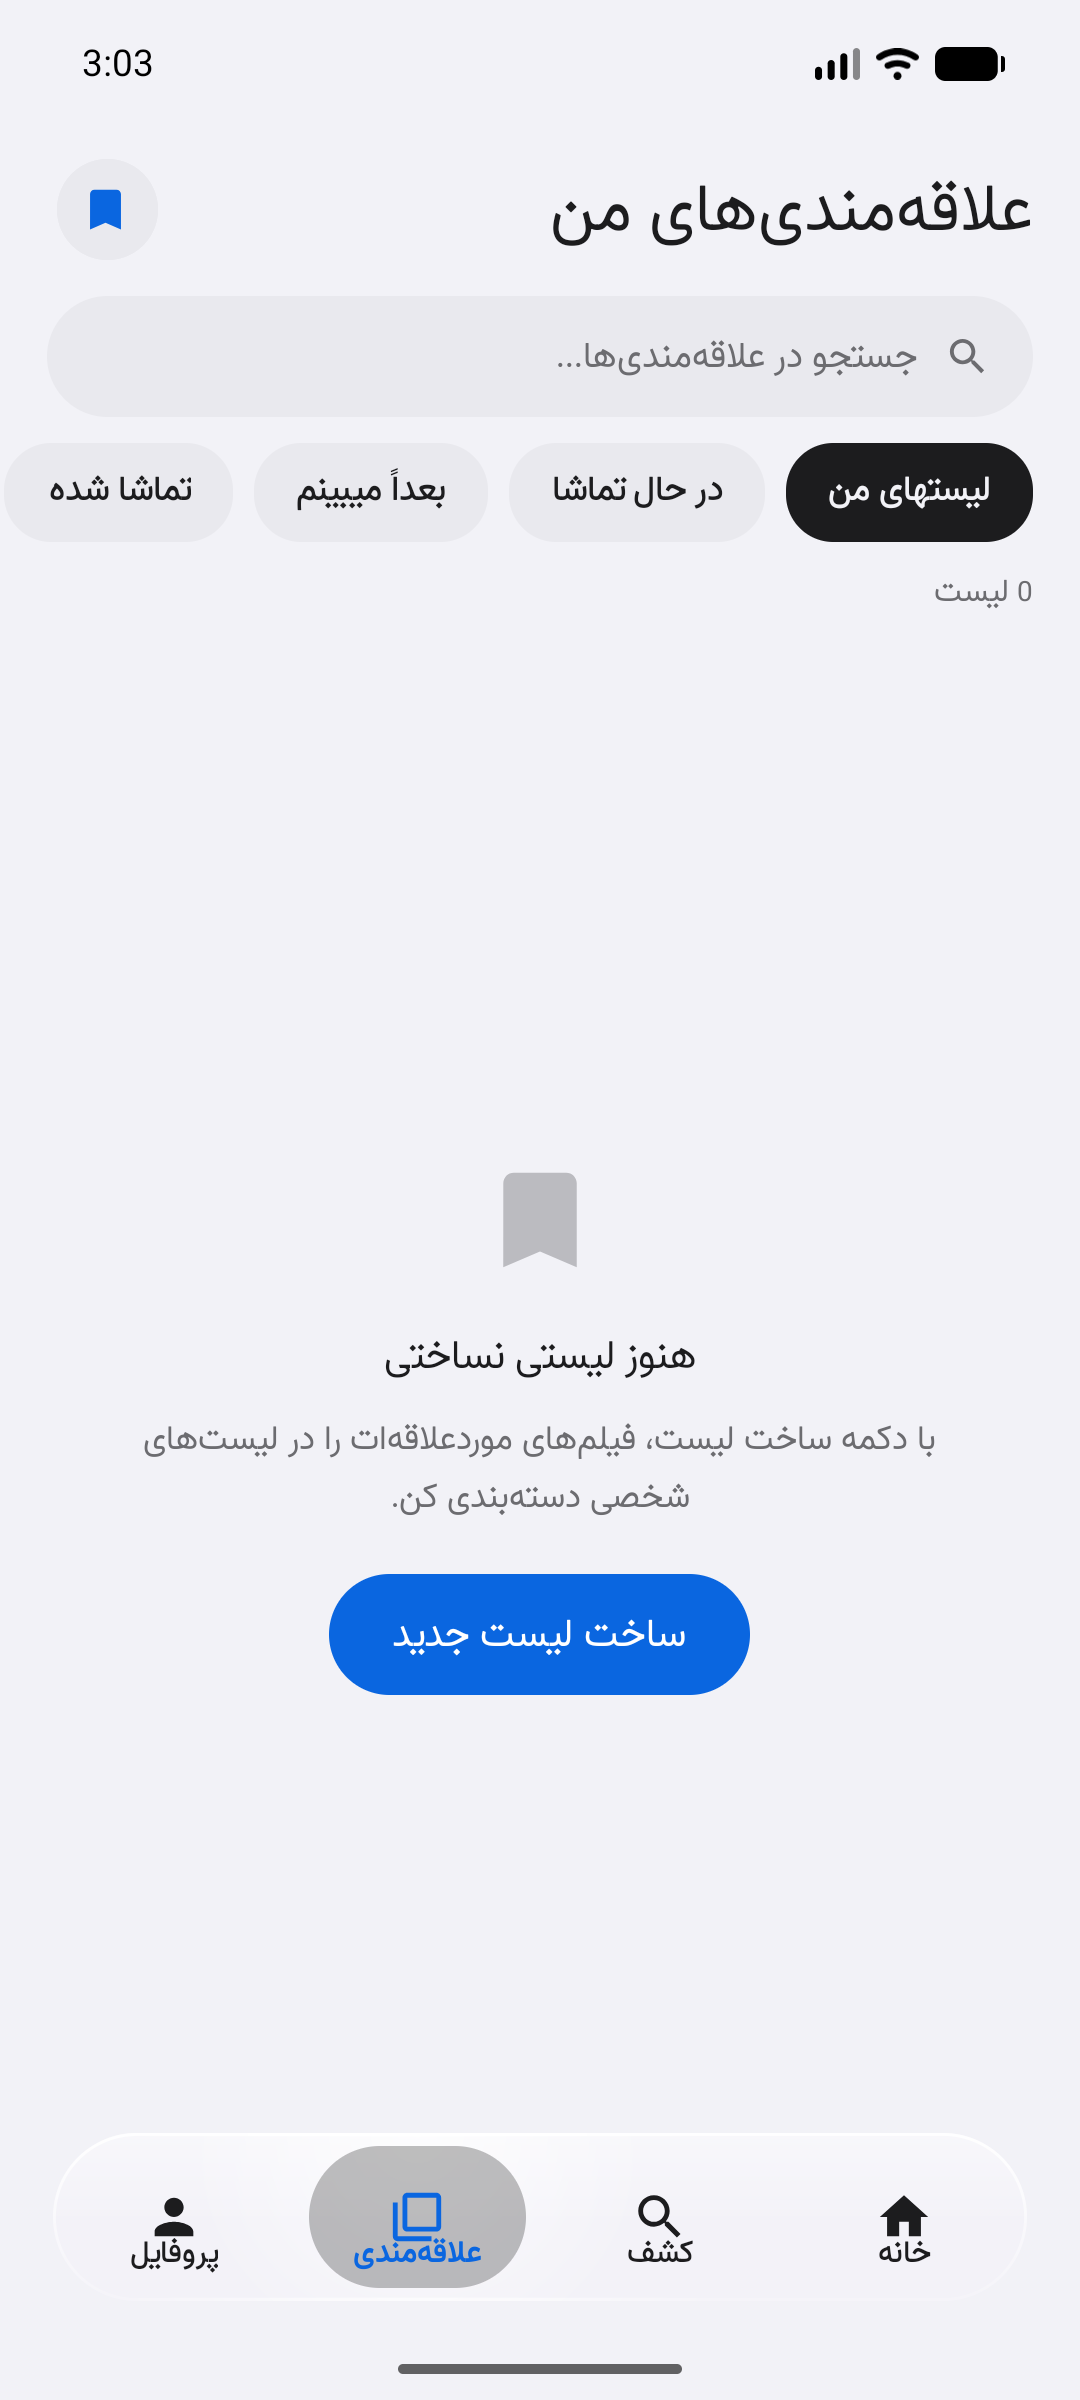 3:03
علاقه‌مندی‌های من
جستجو در علاقه‌مندی‌ها...
لیستهای من
در حال تماشا
بعداً میبینم
تماشا شده
0 لیست
هنوز لیستی نساختی
با دکمه ساخت لیست، فیلم‌های موردعلاقه‌ات را در لیست‌های
شخصی دسته‌بندی کن.
ساخت لیست جدید
خانه
کشف
علاقه‌مندی
پروفایل